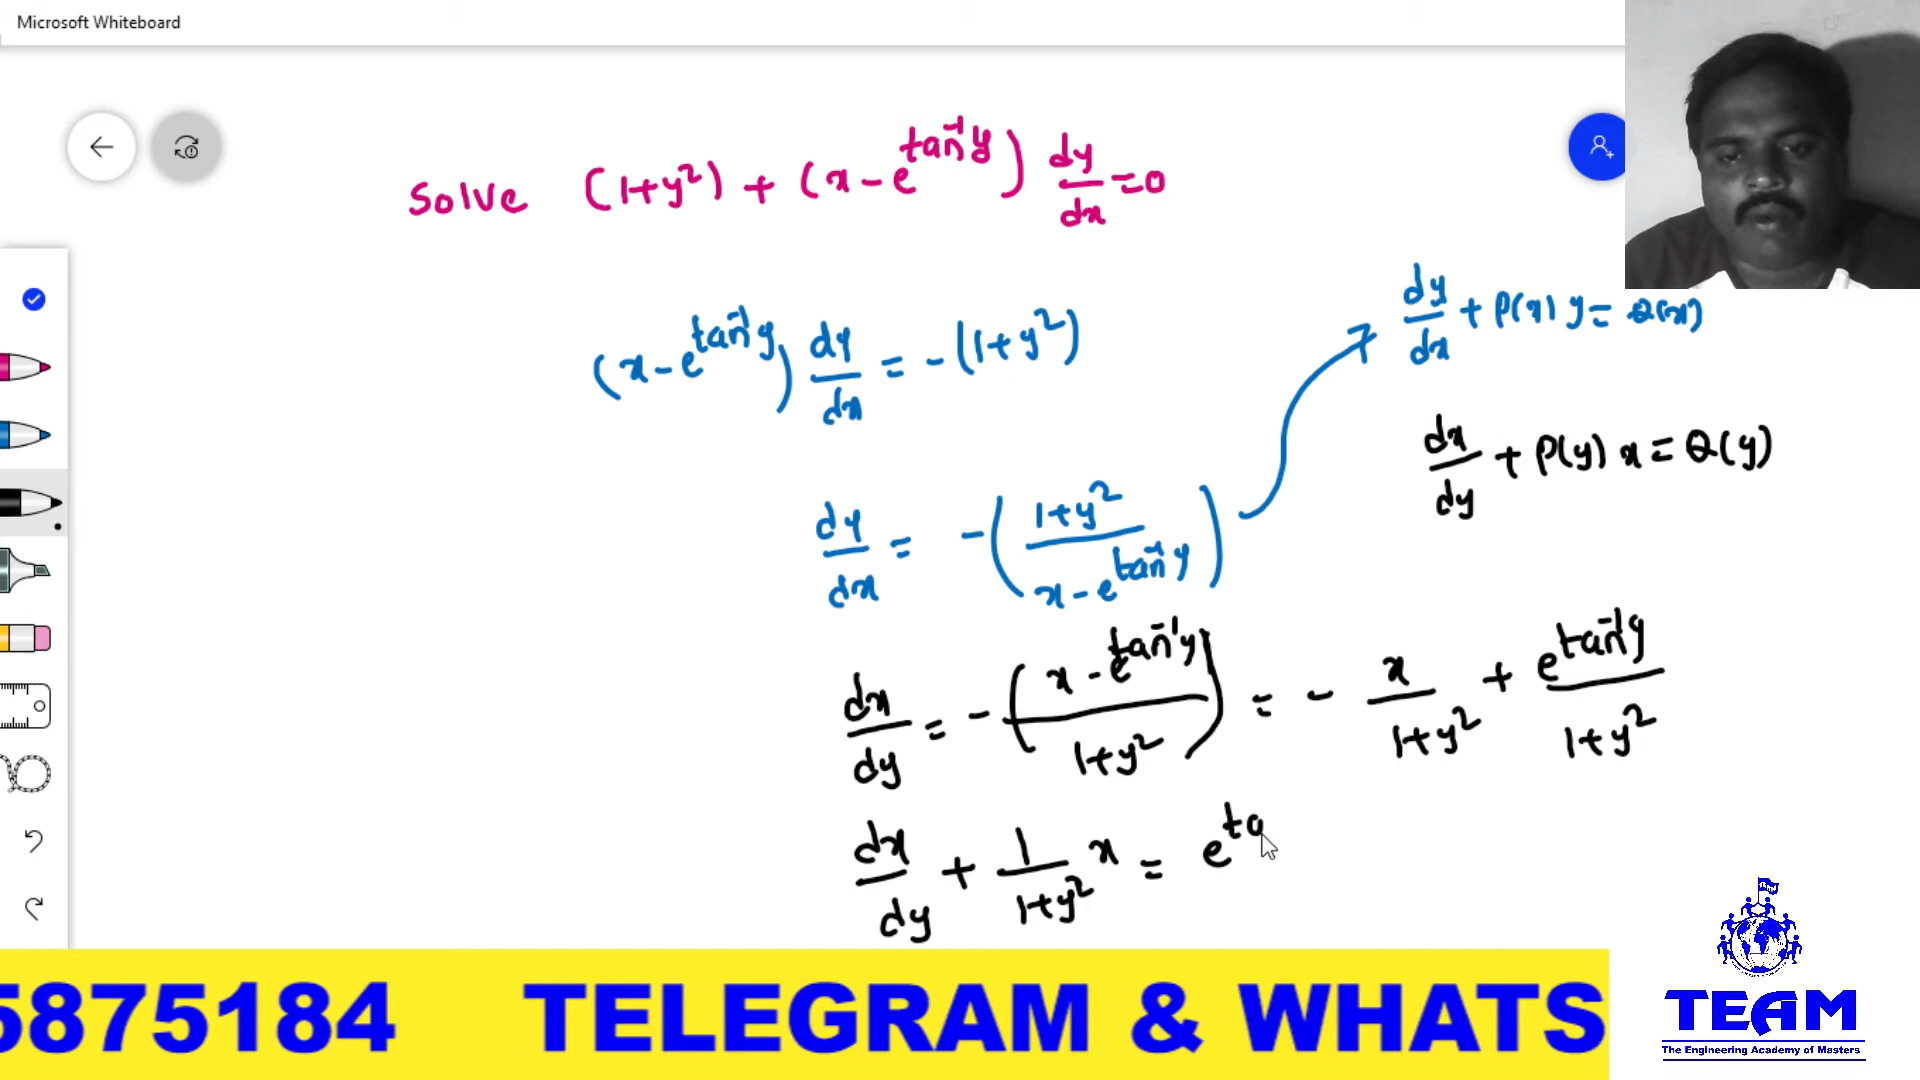 Microsoft Whiteboard
Solve (1+y²) + (x-e^(tan⁻¹y)) dy/dx = 0
(x-e^(tan⁻¹y)) dy/dx = -(1+y²)
dy/dx + P(x) y = Q(x)
dx/dy + P(y) x = Q(y)
dy/dx = -((1+y²)/(x-e^(tan⁻¹y)))
dx/dy = -((x-e^(tan⁻¹y))/(1+y²)) = - x/(1+y²) + e^(tan⁻¹y)/(1+y²)
dx/dy + 1/(1+y²) x = e^(ta
5875184 TELEGRAM & WHATS
TEAM
The Engineering Academy of Masters